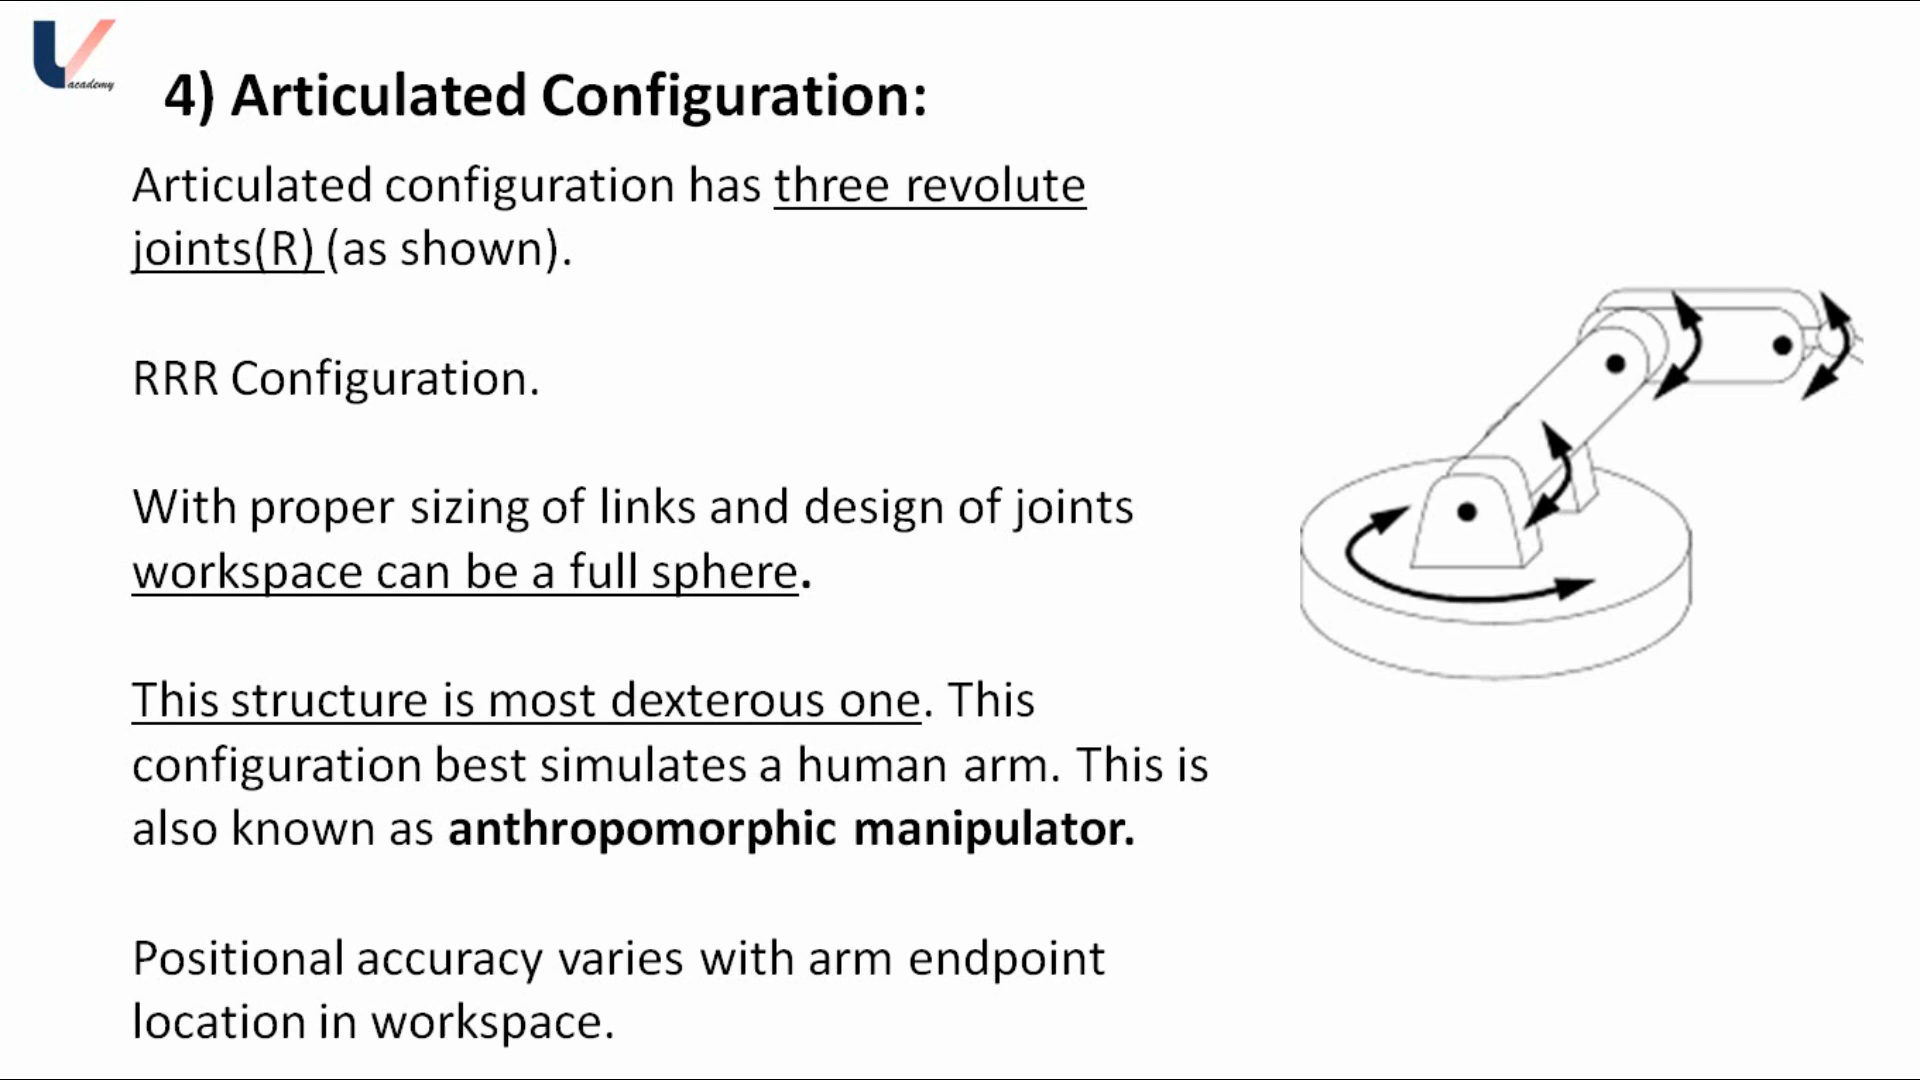 academy
4) Articulated Configuration:
Articulated configuration has three revolute
joints(R) (as shown).
RRR Configuration.
With proper sizing of links and design of joints
workspace can be a full sphere.
This structure is most dexterous one. This
configuration best simulates a human arm. This is
also known as anthropomorphic manipulator.
Positional accuracy varies with arm endpoint
location in workspace.